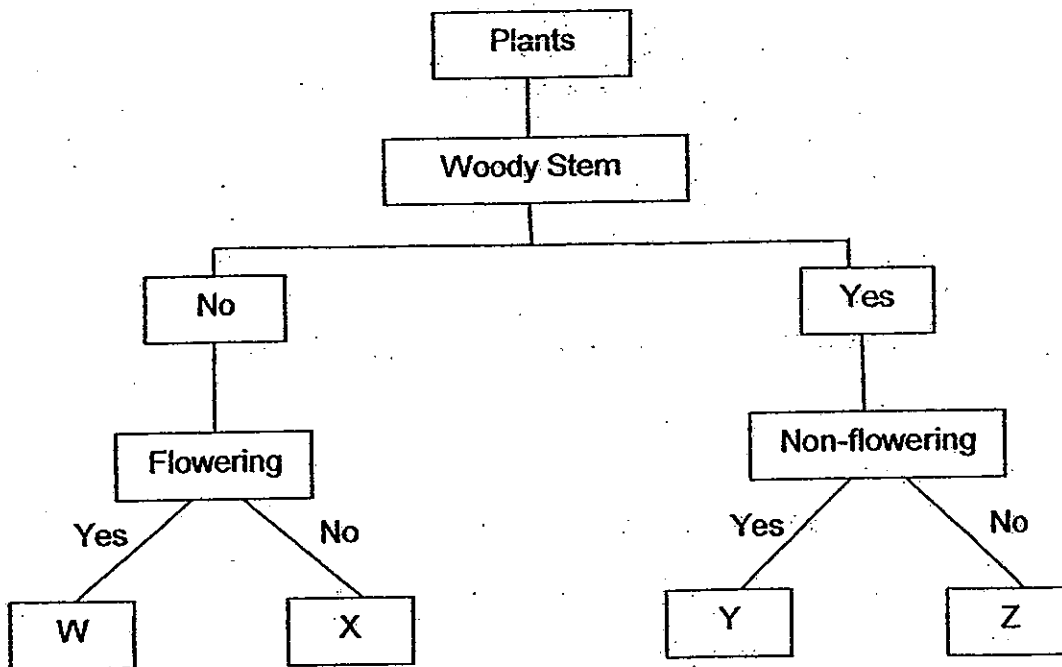 Plants
Woody Stem
No
Yes
Flowering
Non-flowering
Yes
No
Yes
No
W
X
Y
Z